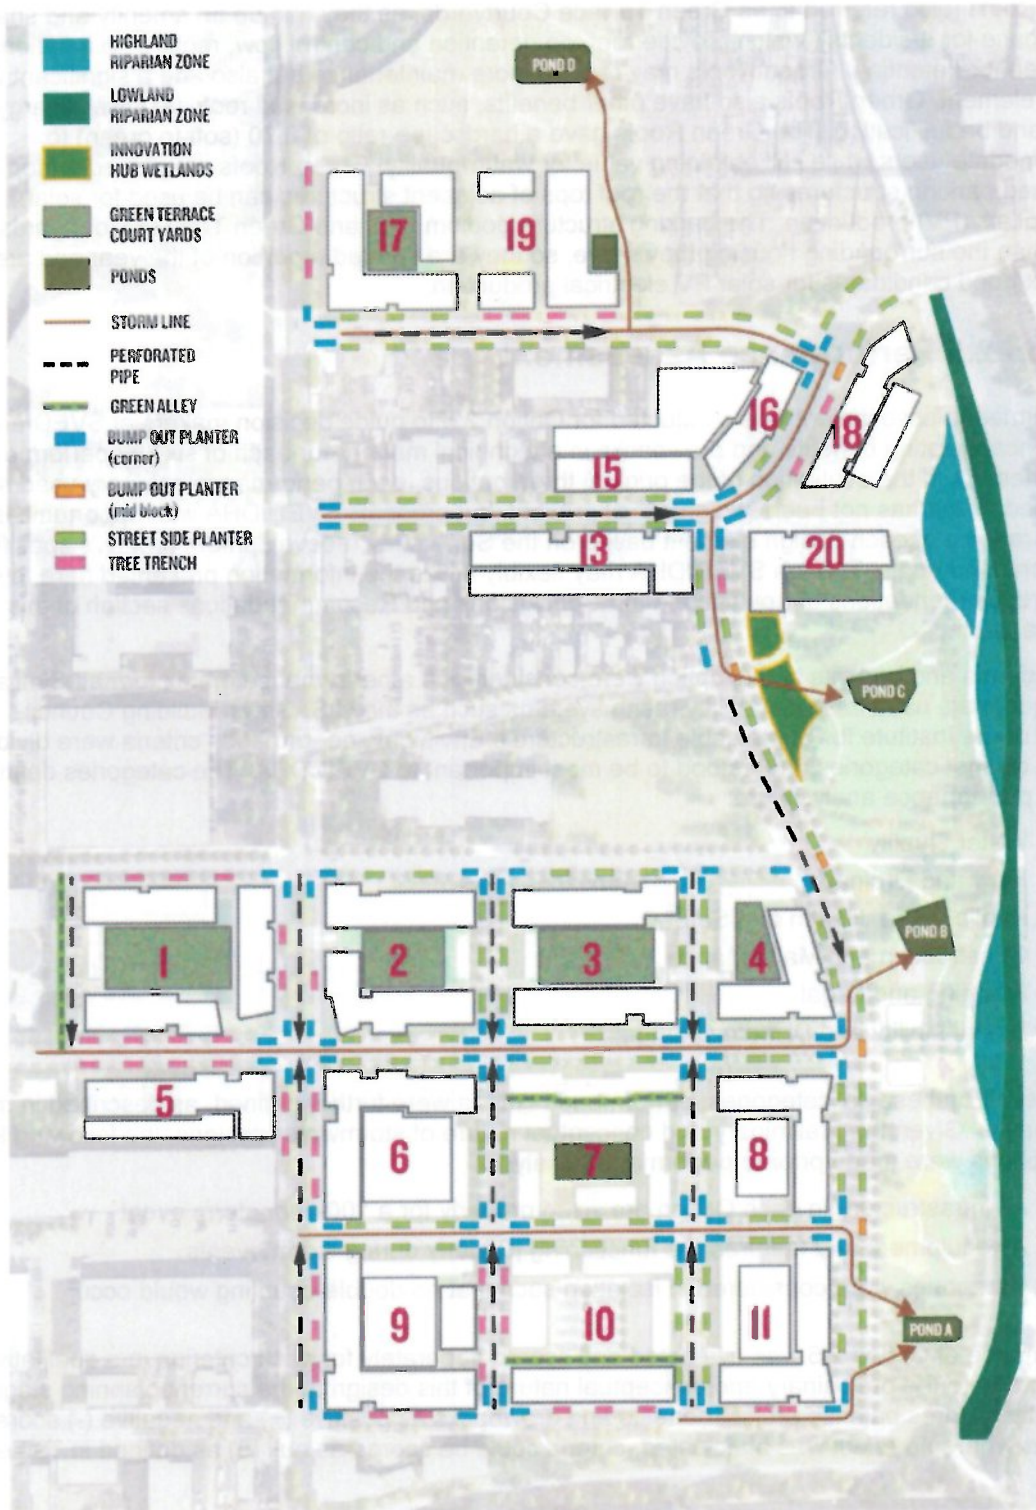 HIGHLAND
RIPARIAN ZONE
LOWLAND
RIPARIAN ZONE
INNOVATION
HUB WETLANDS
GREEN TERRACE
COURT YARDS
PONDS
STORM LINE
PERFORATED
PIPE
GREEN ALLEY
BUMP OUT PLANTER
(corner)
BUMP OUT PLANTER
(mid block)
STREET SIDE PLANTER
TREE TRENCH
POND D
17
19
16
18
15
13
20
POND C
1
2
3
4
POND B
5
6
7
8
9
10
11
POND A